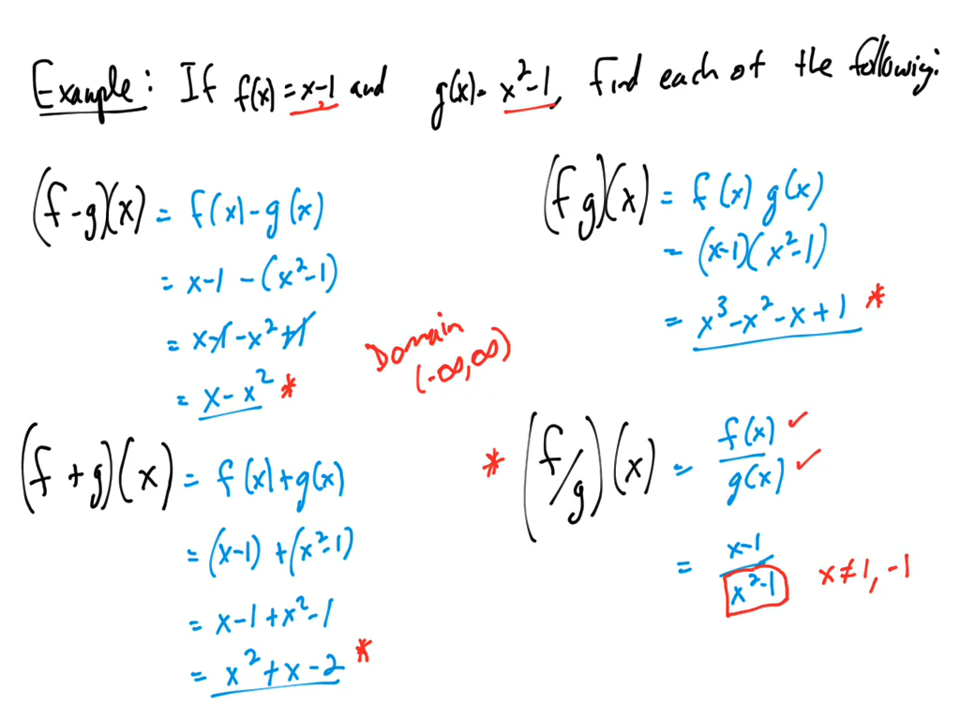 Example: If f(x) = x-1 and g(x) = x²-1, Find each of the following:
(f-g)(x) = f(x) - g(x)
= x-1 - (x²-1)
= x-1-x²+1
= x - x² *
Domain
(-∞,∞)
(f g)(x) = f(x) g(x)
= (x-1)(x²-1)
= x³-x²-x+1 *
(f+g)(x) = f(x)+g(x)
= (x-1) + (x²-1)
= x-1+x²-1
= x²+x-2 *
* (f/g)(x) = f(x)/g(x) ✓ ✓
= x-1/x²-1 x≠1,-1